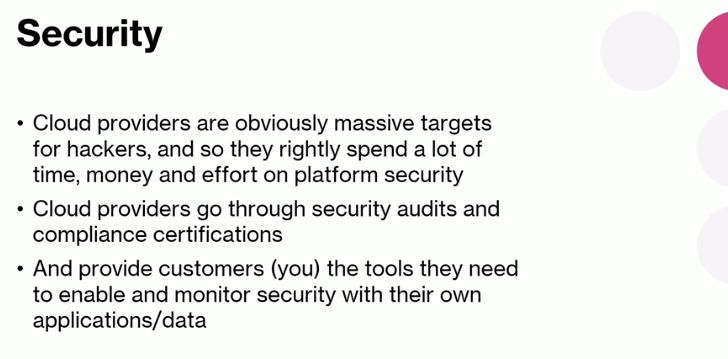 Security
• Cloud providers are obviously massive targets
for hackers, and so they rightly spend a lot of
time, money and effort on platform security
• Cloud providers go through security audits and
compliance certifications
• And provide customers (you) the tools they need
to enable and monitor security with their own
applications/data